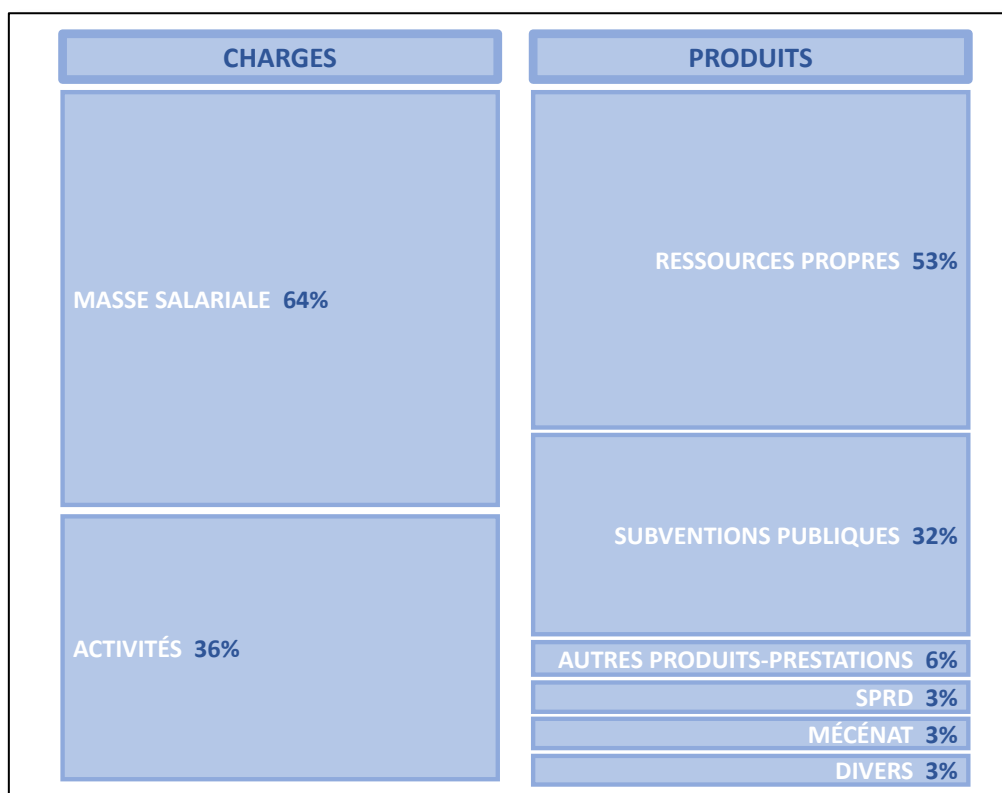 CHARGES
MASSE SALARIALE 64%
ACTIVITÉS 36%
PRODUITS
RESSOURCES PROPRES 53%
SUBVENTIONS PUBLIQUES 32%
AUTRES PRODUITS-PRESTATIONS 6%
SPRD 3%
MÉCÉNAT 3%
DIVERS 3%